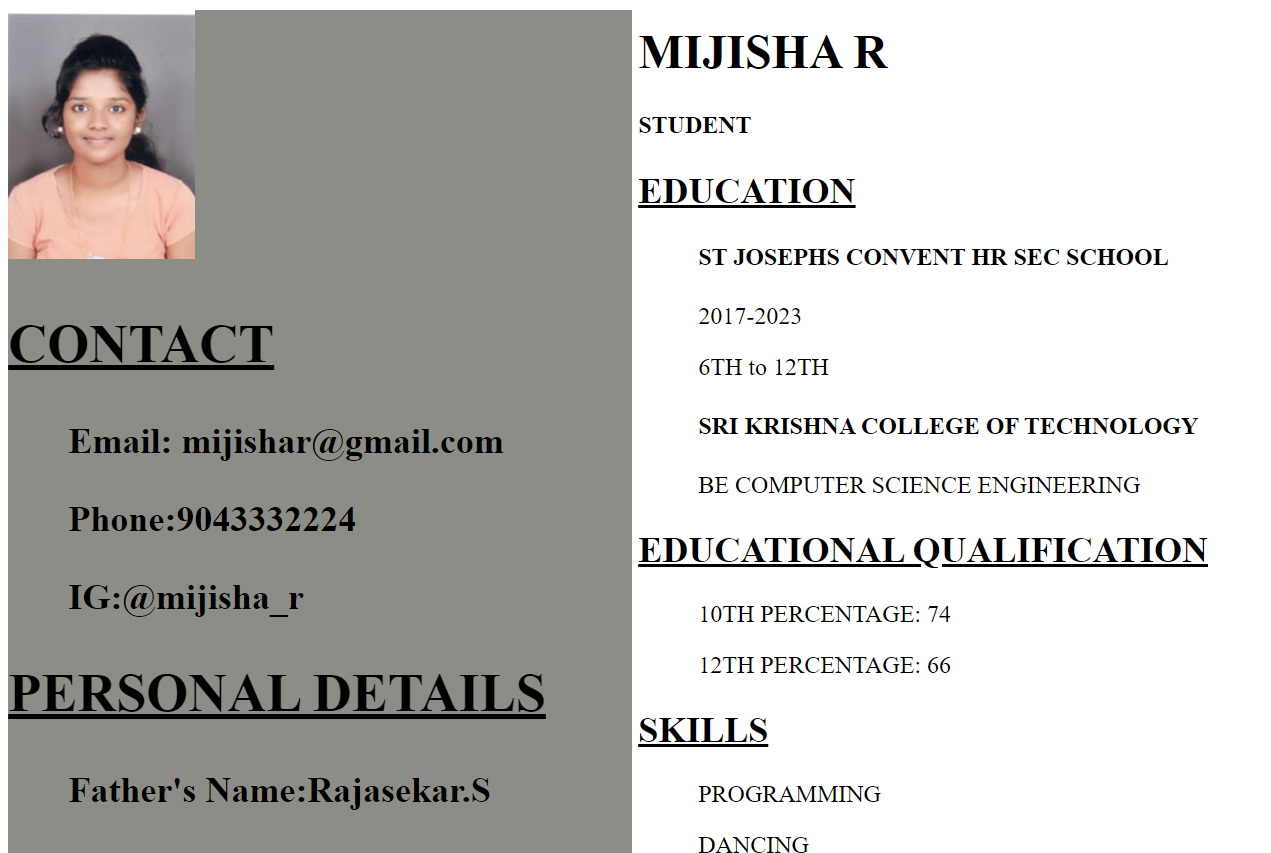 CONTACT
Email: mijishar@gmail.com
Phone:9043332224
IG:@mijisha_r
PERSONAL DETAILS
Father's Name:Rajasekar.S
MIJISHA R
STUDENT
EDUCATION
ST JOSEPHS CONVENT HR SEC SCHOOL
2017-2023
6TH to 12TH
SRI KRISHNA COLLEGE OF TECHNOLOGY
BE COMPUTER SCIENCE ENGINEERING
EDUCATIONAL QUALIFICATION
10TH PERCENTAGE: 74
12TH PERCENTAGE: 66
SKILLS
PROGRAMMING
DANCING